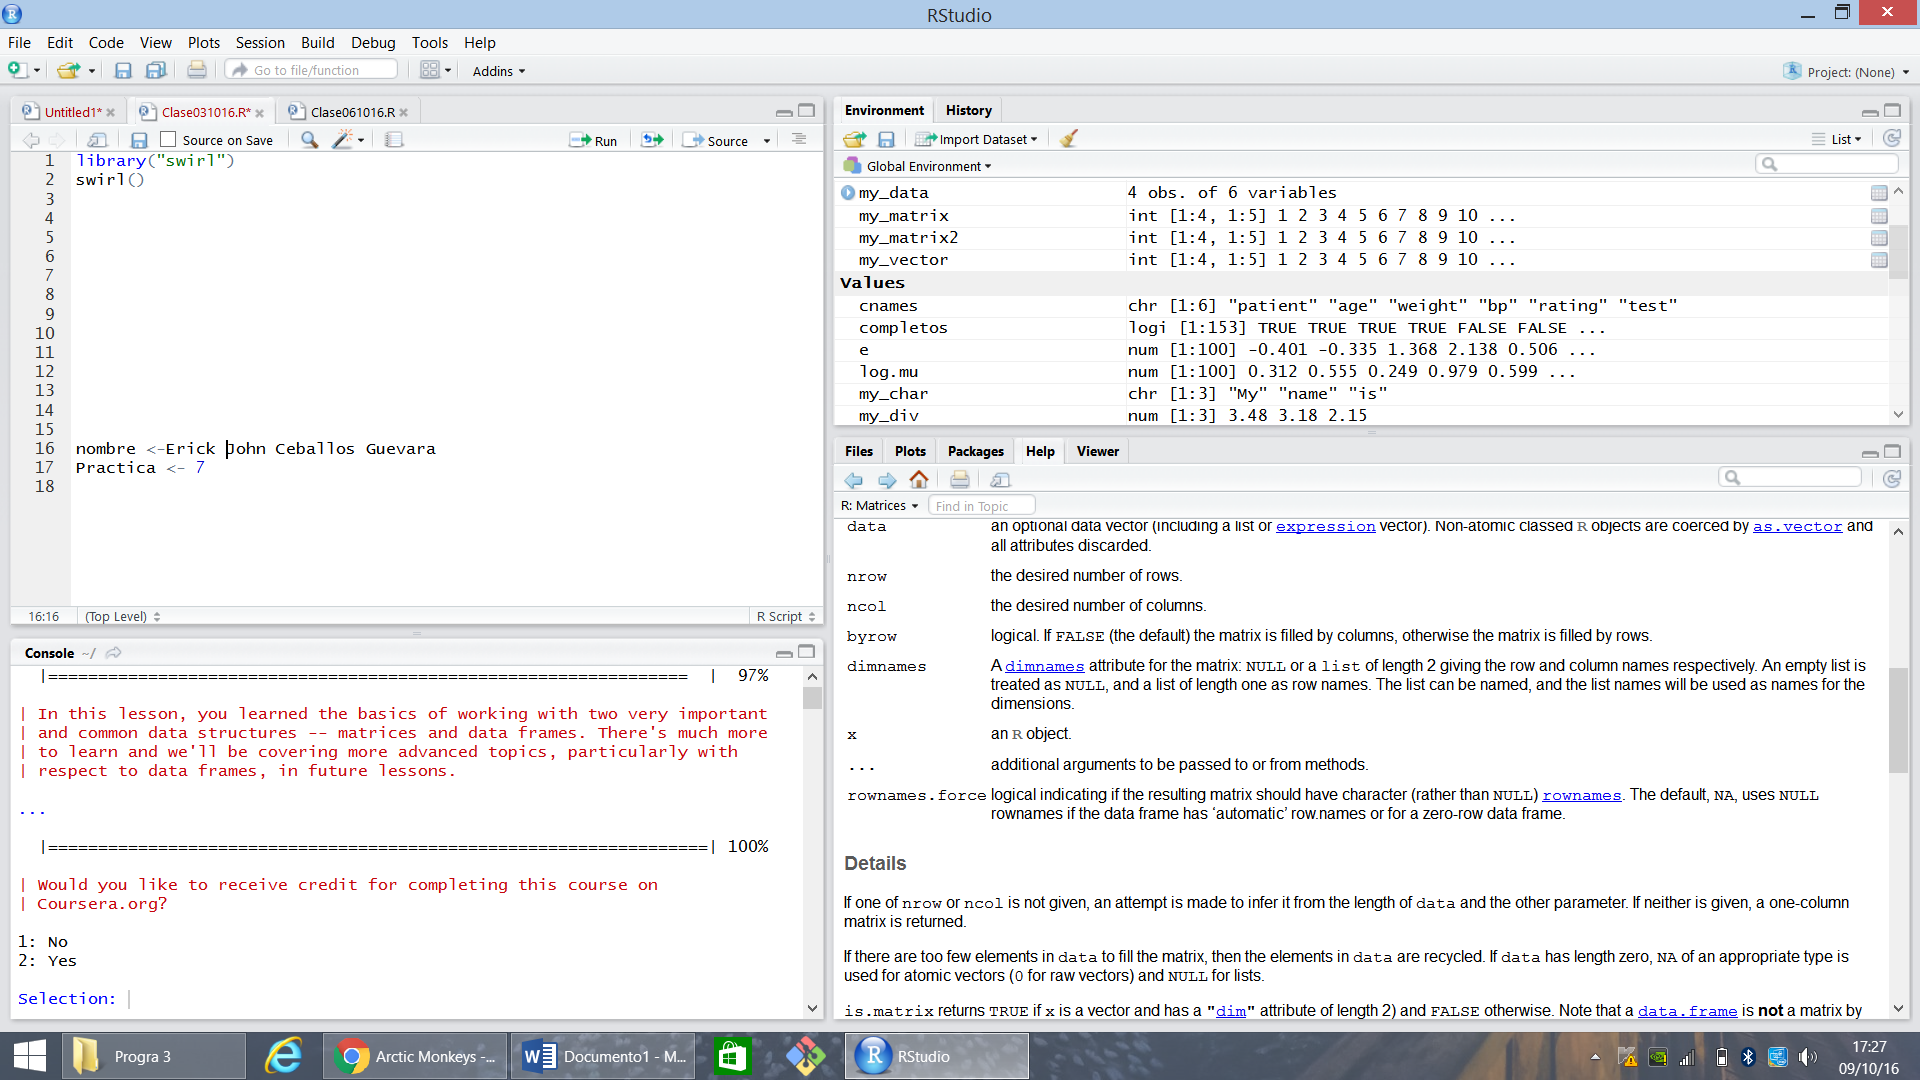 RStudio
File Edit Code View Plots Session Build Debug Tools Help
Go to file/function Addins Project: (None)
Untitled1* Clase031016.R* Clase061016.R
Source on Save Run Source
1 library("swirl")
2 swirl()
3
4
5
6
7
8
9
10
11
12
13
14
15
16 nombre <-Erick John Ceballos Guevara
17 Practica <- 7
18
16:16 (Top Level) R Script
Console ~/
|================================================================ | 97%
| In this lesson, you learned the basics of working with two very important
| and common data structures -- matrices and data frames. There's much more
| to learn and we'll be covering more advanced topics, particularly with
| respect to data frames, in future lessons.
...
|==================================================================| 100%
| Would you like to receive credit for completing this course on
| Coursera.org?
1: No
2: Yes
Selection:
Environment History
Import Dataset List
Global Environment
my_data 4 obs. of 6 variables
my_matrix int [1:4, 1:5] 1 2 3 4 5 6 7 8 9 10 ...
my_matrix2 int [1:4, 1:5] 1 2 3 4 5 6 7 8 9 10 ...
my_vector int [1:4, 1:5] 1 2 3 4 5 6 7 8 9 10 ...
Values
cnames chr [1:6] "patient" "age" "weight" "bp" "rating" "test"
completos logi [1:153] TRUE TRUE TRUE TRUE FALSE FALSE ...
e num [1:100] -0.401 -0.335 1.368 2.138 0.506 ...
log.mu num [1:100] 0.312 0.555 0.249 0.979 0.599 ...
my_char chr [1:3] "My" "name" "is"
my_div num [1:3] 3.48 3.18 2.15
Files Plots Packages Help Viewer
R: Matrices Find in Topic
data an optional data vector (including a list or expression vector). Non-atomic classed R objects are coerced by as.vector and
all attributes discarded.
nrow the desired number of rows.
ncol the desired number of columns.
byrow logical. If FALSE (the default) the matrix is filled by columns, otherwise the matrix is filled by rows.
dimnames A dimnames attribute for the matrix: NULL or a list of length 2 giving the row and column names respectively. An empty list is
treated as NULL, and a list of length one as row names. The list can be named, and the list names will be used as names for the
dimensions.
x an R object.
... additional arguments to be passed to or from methods.
rownames.force logical indicating if the resulting matrix should have character (rather than NULL) rownames. The default, NA, uses NULL
rownames if the data frame has ‘automatic’ row.names or for a zero-row data frame.
Details
If one of nrow or ncol is not given, an attempt is made to infer it from the length of data and the other parameter. If neither is given, a one-column
matrix is returned.
If there are too few elements in data to fill the matrix, then the elements in data are recycled. If data has length zero, NA of an appropriate type is
used for atomic vectors (0 for raw vectors) and NULL for lists.
is.matrix returns TRUE if x is a vector and has a "dim" attribute of length 2) and FALSE otherwise. Note that a data.frame is not a matrix by
Progra 3 Arctic Monkeys -... Documento1 - M... RStudio
17:27
09/10/16